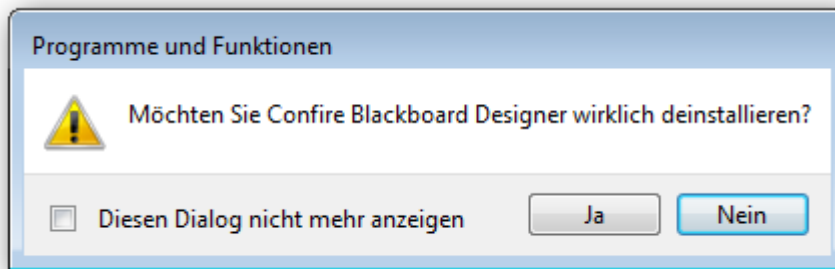 Programme und Funktionen
Möchten Sie Confire Blackboard Designer wirklich deinstallieren?
Diesen Dialog nicht mehr anzeigen
Ja
Nein